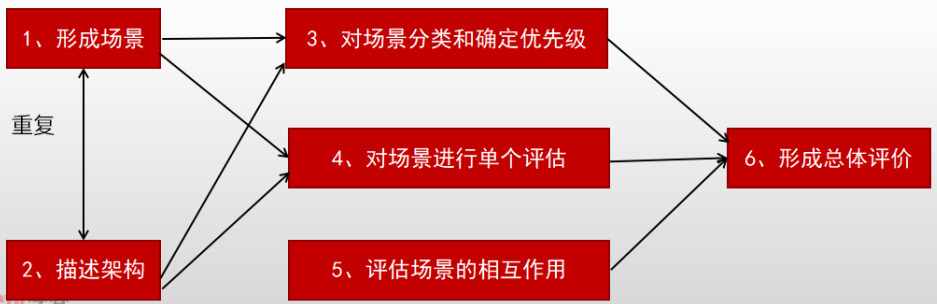 1、形成场景
3、对场景分类和确定优先级
重复
4、对场景进行单个评估
6、形成总体评价
2、描述架构
5、评估场景的相互作用